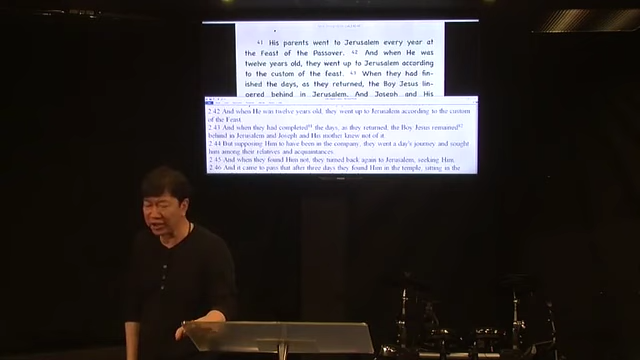 41 His parents went to Jerusalem every year at
the Feast of the Passover. 42 And when He was
twelve years old, they went up to Jerusalem according
to the custom of the feast. 43 When they had fin-
ished the days, as they returned, the Boy Jesus lin-
gered behind in Jerusalem. And Joseph and His
2:42 And when He was twelve years old, they went up to Jerusalem according to the custom
of the Feast
2:43 And when they had completed the days, as they returned, the Boy Jesus remained
behind in Jerusalem and Joseph and His mother knew not of it.
2:44 But supposing Him to have been in the company, they went a day's journey and sought
him among their relatives and acquaintances.
2:45 And when they found Him not, they turned back again to Jerusalem, seeking Him.
2:46 And it came to pass that after three days they found Him in the temple, sitting in the